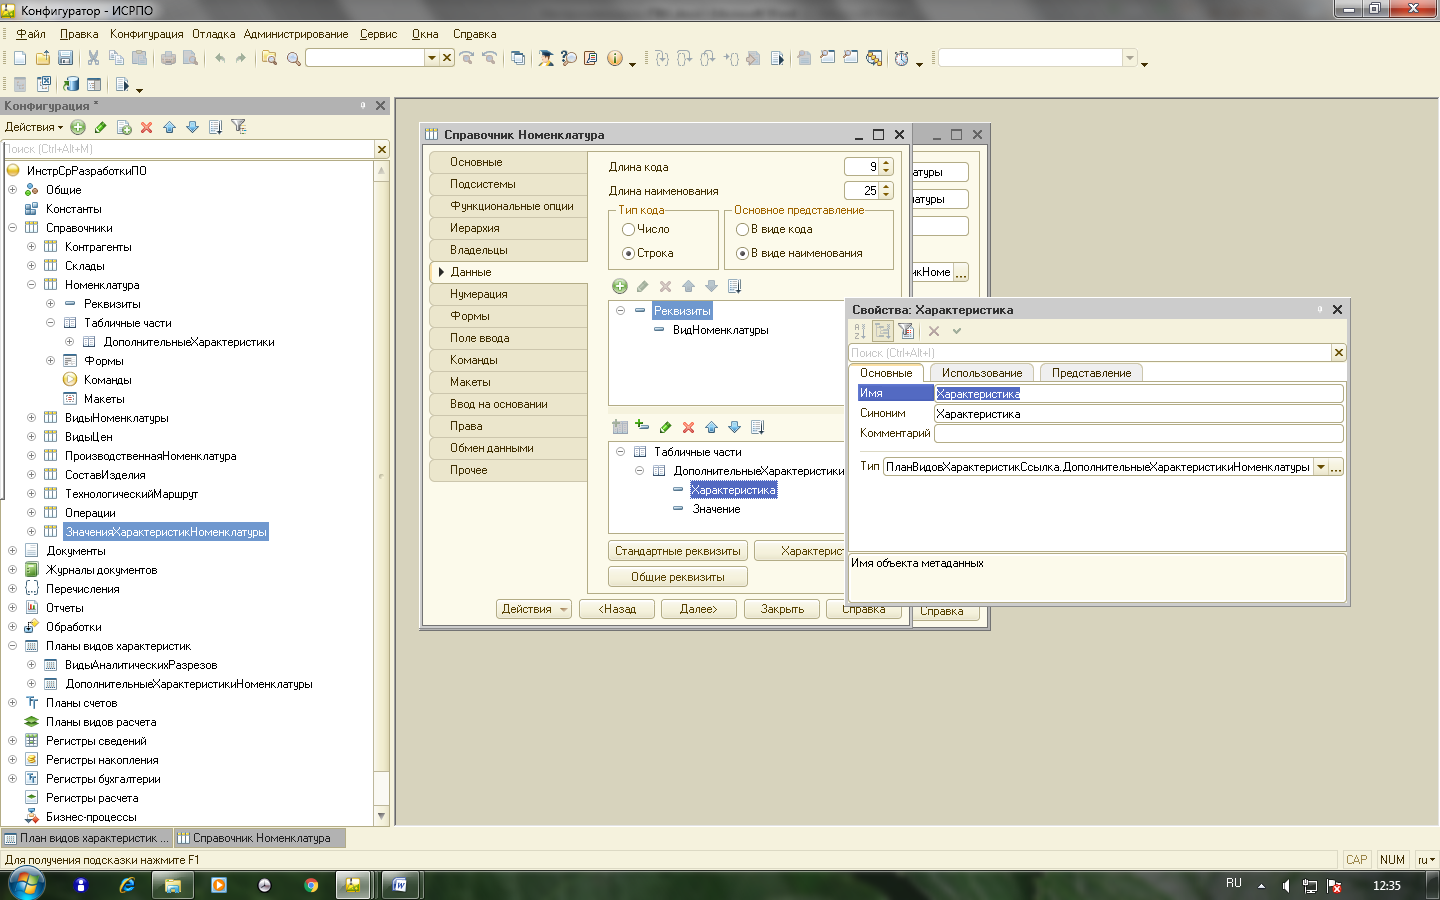 Конфигуратор - ИСРПО
Файл Правка Конфигурация Отладка Администрирование Сервис Окна Справка
Конфигурация *
Действия
Поиск (Ctrl+Alt+M)
ИнстрСрРазработкиПО
Общие
Константы
Справочники
Контрагенты
Склады
Номенклатура
Реквизиты
Табличные части
ДополнительныеХарактеристики
Формы
Команды
Макеты
ВидыНоменклатуры
ВидыЦен
ПроизводственнаяНоменклатура
СоставИзделия
ТехнологическийМаршрут
Операции
ЗначенияХарактеристикНоменклатуры
Документы
Журналы документов
Перечисления
Отчеты
Обработки
Планы видов характеристик
ВидыАналитическихРазрезов
ДополнительныеХарактеристикиНоменклатуры
Планы счетов
Планы видов расчета
Регистры сведений
Регистры накопления
Регистры бухгалтерии
Регистры расчета
Бизнес-процессы
Справочник Номенклатура
Основные
Подсистемы
Функциональные опции
Иерархия
Владельцы
Данные
Нумерация
Формы
Поле ввода
Команды
Макеты
Ввод на основании
Права
Обмен данными
Прочее
Длина кода 9
Длина наименования 25
Тип кода
Число
Строка
Основное представление
В виде кода
В виде наименования
Реквизиты
ВидНоменклатуры
Табличные части
ДополнительныеХарактеристики
Характеристика
Значение
Стандартные реквизиты Характерис
Общие реквизиты
Действия <Назад Далее> Закрыть Справка
атуры
атуры
икНоме ...
Справка
Свойства: Характеристика
Поиск (Ctrl+Alt+I)
Основные Использование Представление
Имя Характеристика
Синоним Характеристика
Комментарий
Тип ПланВидовХарактеристикСсылка.ДополнительныеХарактеристикиНоменклатуры ...
Имя объекта метаданных
План видов характеристик ... Справочник Номенклатура
Для получения подсказки нажмите F1 CAP NUM ru
RU 12:35